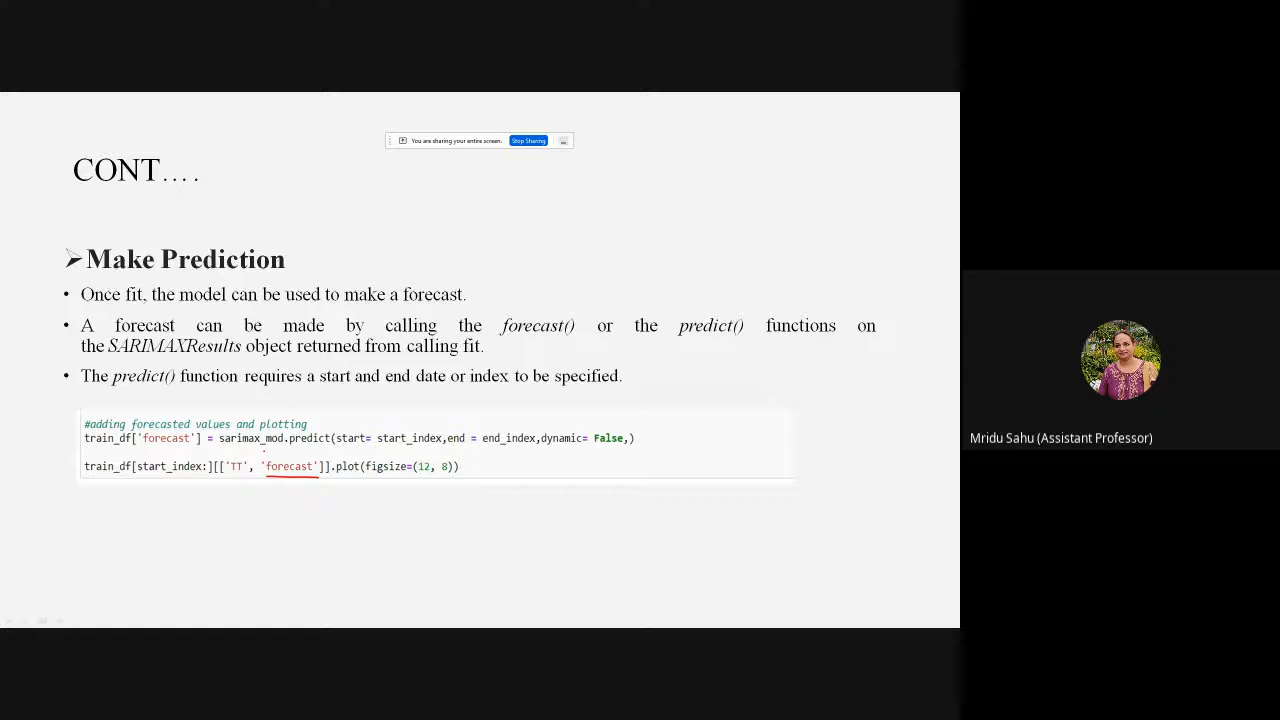 You are sharing your entire screen. Stop Sharing
CONT….
Make Prediction
• Once fit, the model can be used to make a forecast.
• A forecast can be made by calling the forecast() or the predict() functions on
the SARIMAXResults object returned from calling fit.
• The predict() function requires a start and end date or index to be specified.
#adding forecasted values and plotting
train_df['forecast'] = sarimax_mod.predict(start= start_index,end = end_index,dynamic= False,)
train_df[start_index:][['TT', 'forecast']].plot(figsize=(12, 8))
Mridu Sahu (Assistant Professor)